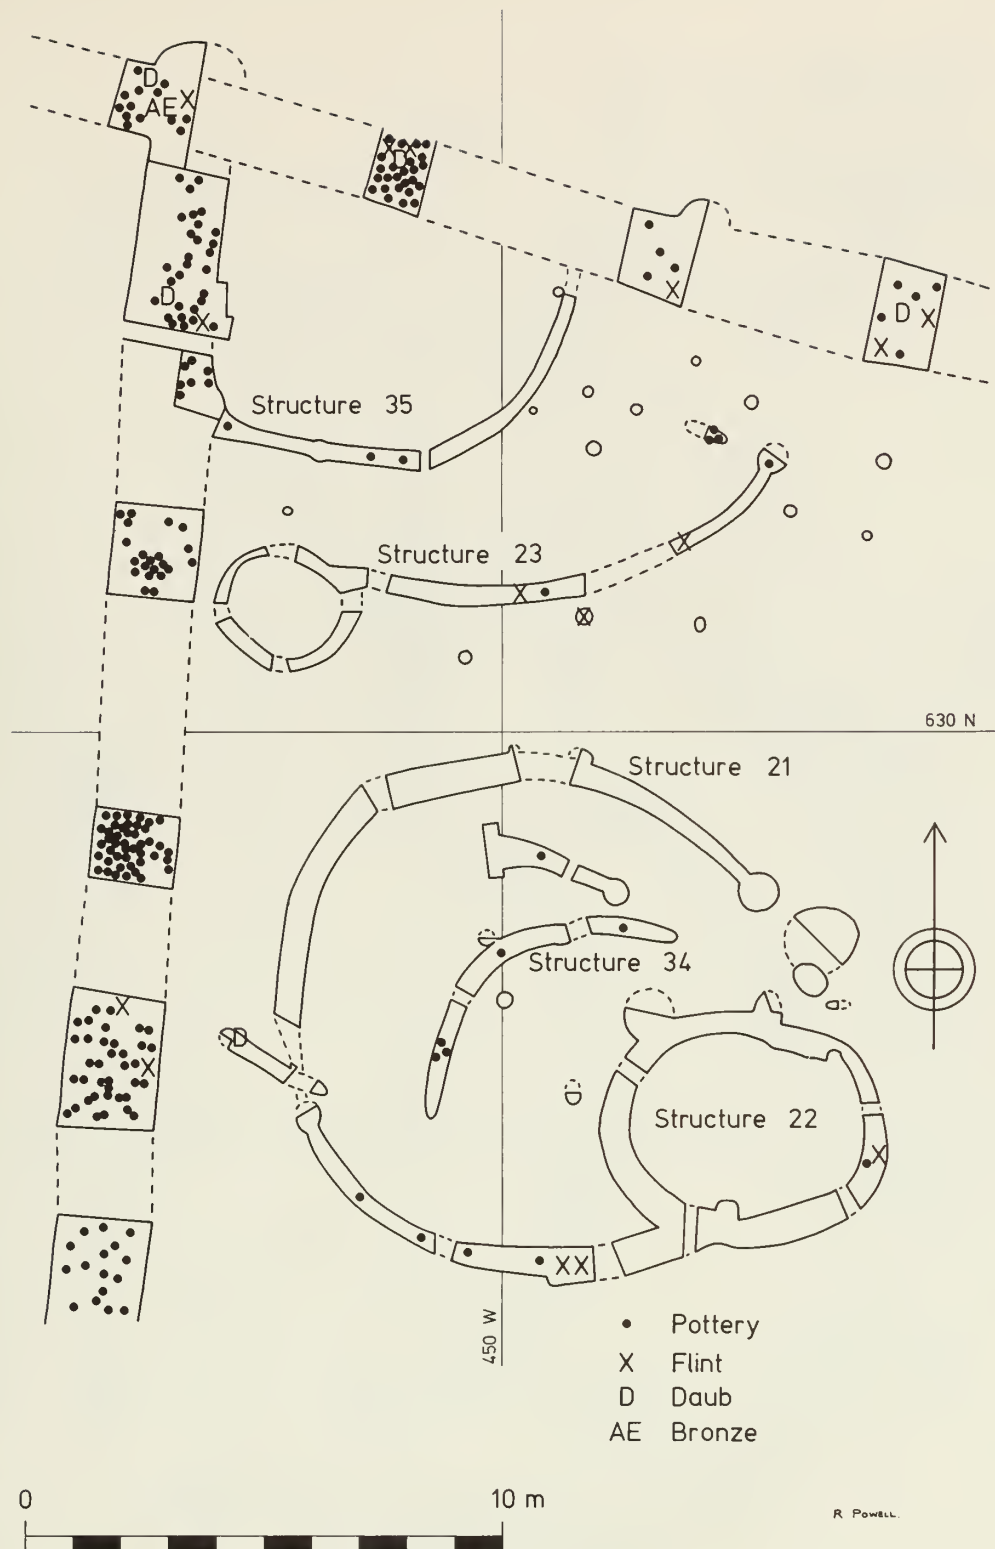 D
AE X
X X
D
X
D X
X
D
X
Structure 35
X
Structure 23
X
X
630 N
Structure 21
Structure 34
X
D
X
Structure 22
X
X X
450 W
• Pottery
X Flint
D Daub
AE Bronze
0 10 m
R POWELL.